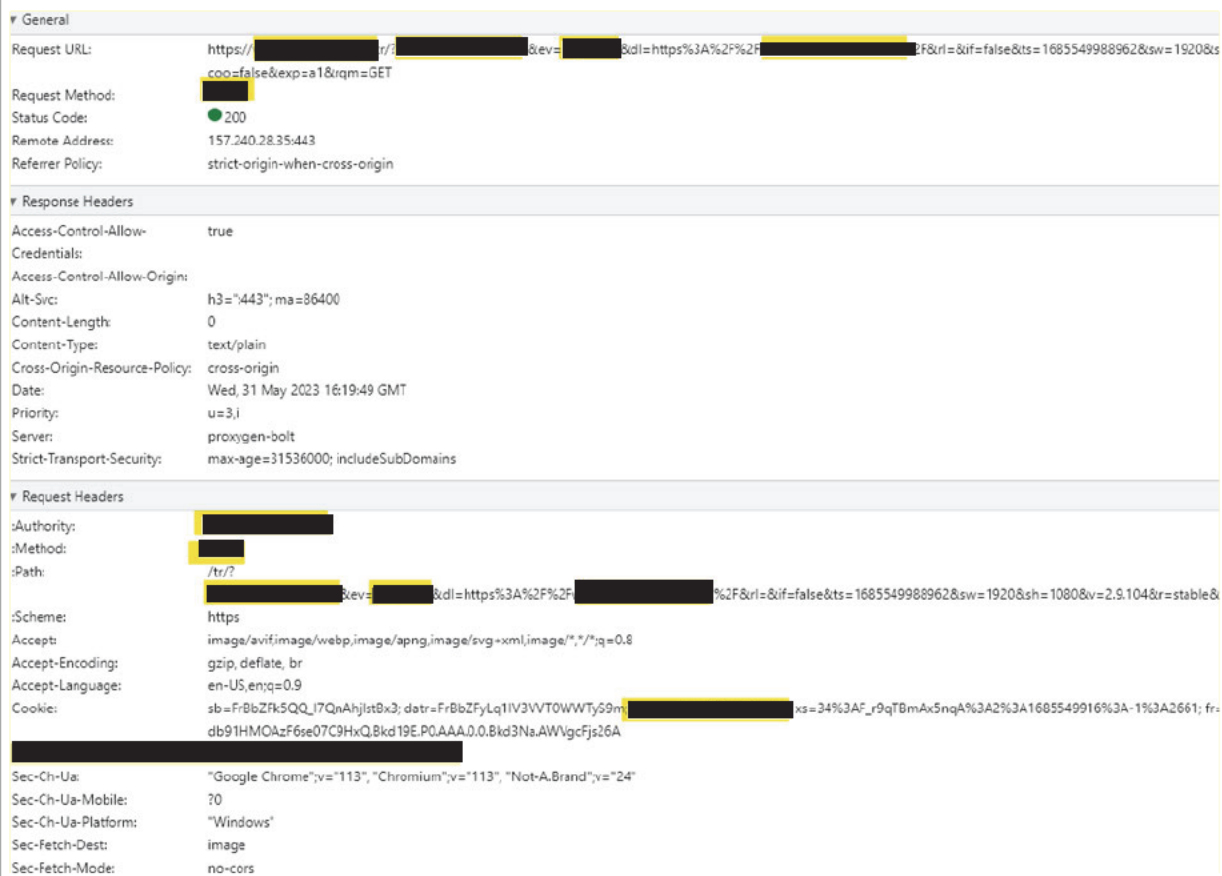 General
Request URL: https:// r/? &ev= &dl=https%3A%2F%2F 2F&rl=&if=false&ts=1685549988962&sw=1920&s
coo=false&exp=a1&rqm=GET
Request Method:
Status Code: 200
Remote Address: 157.240.28.35:443
Referrer Policy: strict-origin-when-cross-origin
Response Headers
Access-Control-Allow- true
Credentials:
Access-Control-Allow-Origin:
Alt-Svc: h3=":443"; ma=86400
Content-Length: 0
Content-Type: text/plain
Cross-Origin-Resource-Policy: cross-origin
Date: Wed, 31 May 2023 16:19:49 GMT
Priority: u=3,i
Server: proxygen-bolt
Strict-Transport-Security: max-age=31536000; includeSubDomains
Request Headers
:Authority:
:Method:
:Path: /tr/?
&ev= &dl=https%3A%2F%2F %2F&rl=&if=false&ts=1685549988962&sw=1920&sh=1080&v=2.9.104&r=stable&
:Scheme: https
Accept: image/avif,image/webp,image/apng,image/svg+xml,image/*,*/*;q=0.8
Accept-Encoding: gzip, deflate, br
Accept-Language: en-US,en;q=0.9
Cookie: sb=FrBbZFk5QQ_I7QnAhjIstBx3; datr=FrBbZFyLq1IV3VVT0WWTyS9m; xs=34%3AF_r9qTBmAx5nqA%3A2%3A1685549916%3A-1%3A2661; fr=
db91HMOAzF6se07C9HxQ.Bkd19E.P0.AAA.0.0.Bkd3Na.AWVgcFjs26A
Sec-Ch-Ua: "Google Chrome";v="113", "Chromium";v="113", "Not-A.Brand";v="24"
Sec-Ch-Ua-Mobile: ?0
Sec-Ch-Ua-Platform: "Windows"
Sec-Fetch-Dest: image
Sec-Fetch-Mode: no-cors